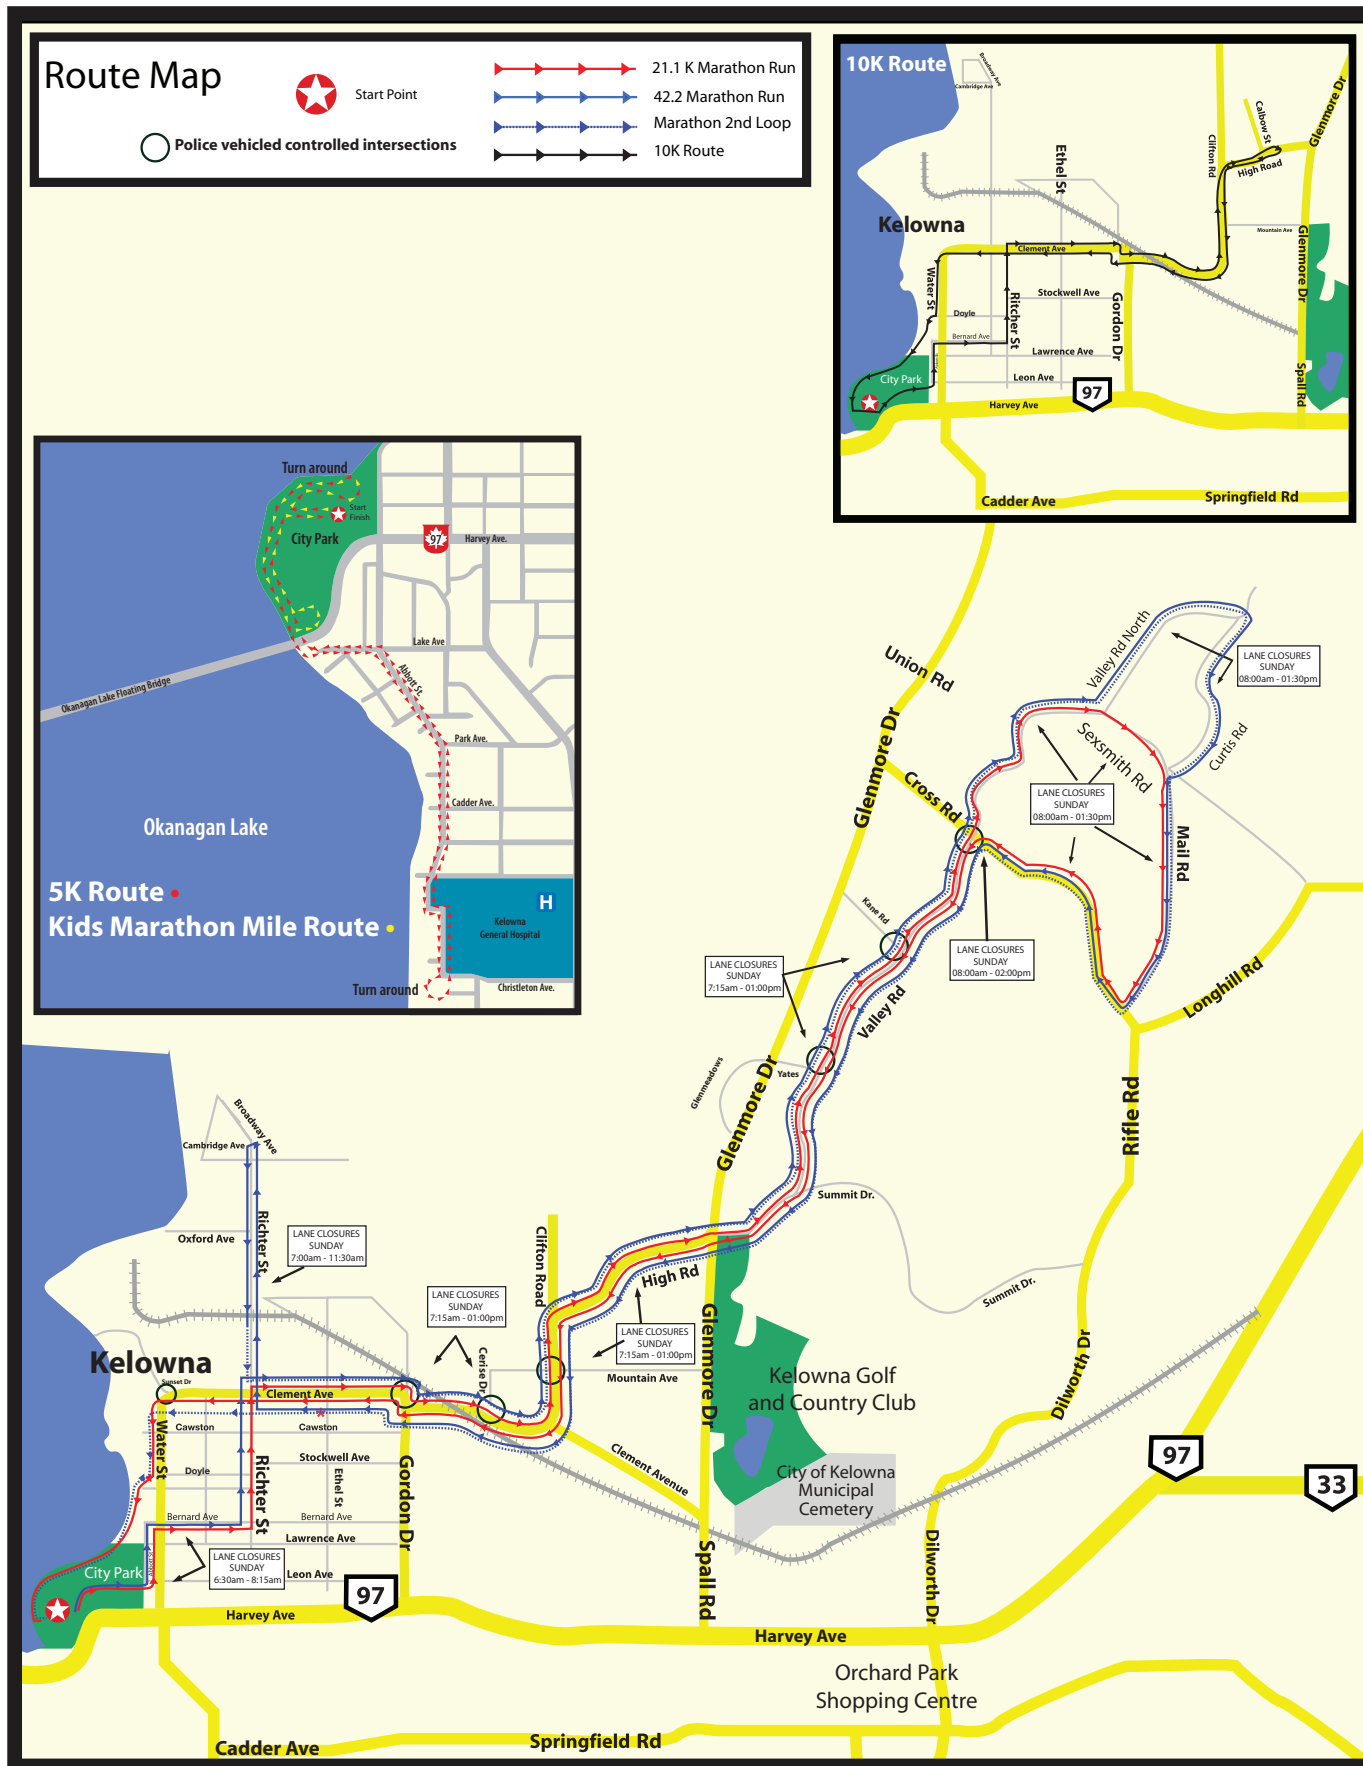 Route Map
Start Point
Police vehicled controlled intersections
21.1 K Marathon Run
42.2 Marathon Run
Marathon 2nd Loop
10K Route
10K Route
Broadway Ave
Cambridge Ave
Ethel St
Clifton Rd
Calbow St
Glenmore Dr
High Road
Kelowna
Mountain Ave
Clement Ave
Glenmore Dr
Water St
Stockwell Ave
Ritcher St
Gordon Dr
Doyle
Bernard Ave
Lawrence Ave
City Park
Leon Ave
Spall Rd
97
Harvey Ave
Cadder Ave
Springfield Rd
Turn around
Start
Finish
City Park
97
Harvey Ave.
Lake Ave
Abbott St.
Okanagan Lake Floating Bridge
Park Ave.
Cadder Ave.
Okanagan Lake
5K Route
Kids Marathon Mile Route
H
Kelowna
General Hospital
Turn around
Christleton Ave.
Union Rd
Valley Rd North
LANE CLOSURES
SUNDAY
08:00am - 01:30pm
Glenmore Dr
Cross Rd
Sexsmith Rd
Curtis Rd
LANE CLOSURES
SUNDAY
08:00am - 01:30pm
Mail Rd
Kane Rd
LANE CLOSURES
SUNDAY
08:00am - 02:00pm
LANE CLOSURES
SUNDAY
7:15am - 01:00pm
Valley Rd
Longhill Rd
Glenmeadows
Yates
Glenmore Dr
Rifle Rd
Broadway Ave
Cambridge Ave
Summit Dr.
Oxford Ave
Richter St
LANE CLOSURES
SUNDAY
7:00am - 11:30am
Clifton Road
High Rd
Summit Dr.
LANE CLOSURES
SUNDAY
7:15am - 01:00pm
LANE CLOSURES
SUNDAY
7:15am - 01:00pm
Glenmore Dr
Dilworth Dr
Kelowna
Cerise Dr
Mountain Ave
Kelowna Golf
and Country Club
Sunset Dr
Clement Ave
Water St
Cawston
Cawston
Clement Avenue
Stockwell Ave
Doyle
Richter St
Ethel St
Gordon Dr
City of Kelowna
Municipal
Cemetery
97
33
Bernard Ave
Bernard Ave
Lawrence Ave
LANE CLOSURES
SUNDAY
6:30am - 8:15am
Leon Ave
City Park
Spall Rd
Dilworth Dr
97
Harvey Ave
Harvey Ave
Orchard Park
Shopping Centre
Cadder Ave
Springfield Rd